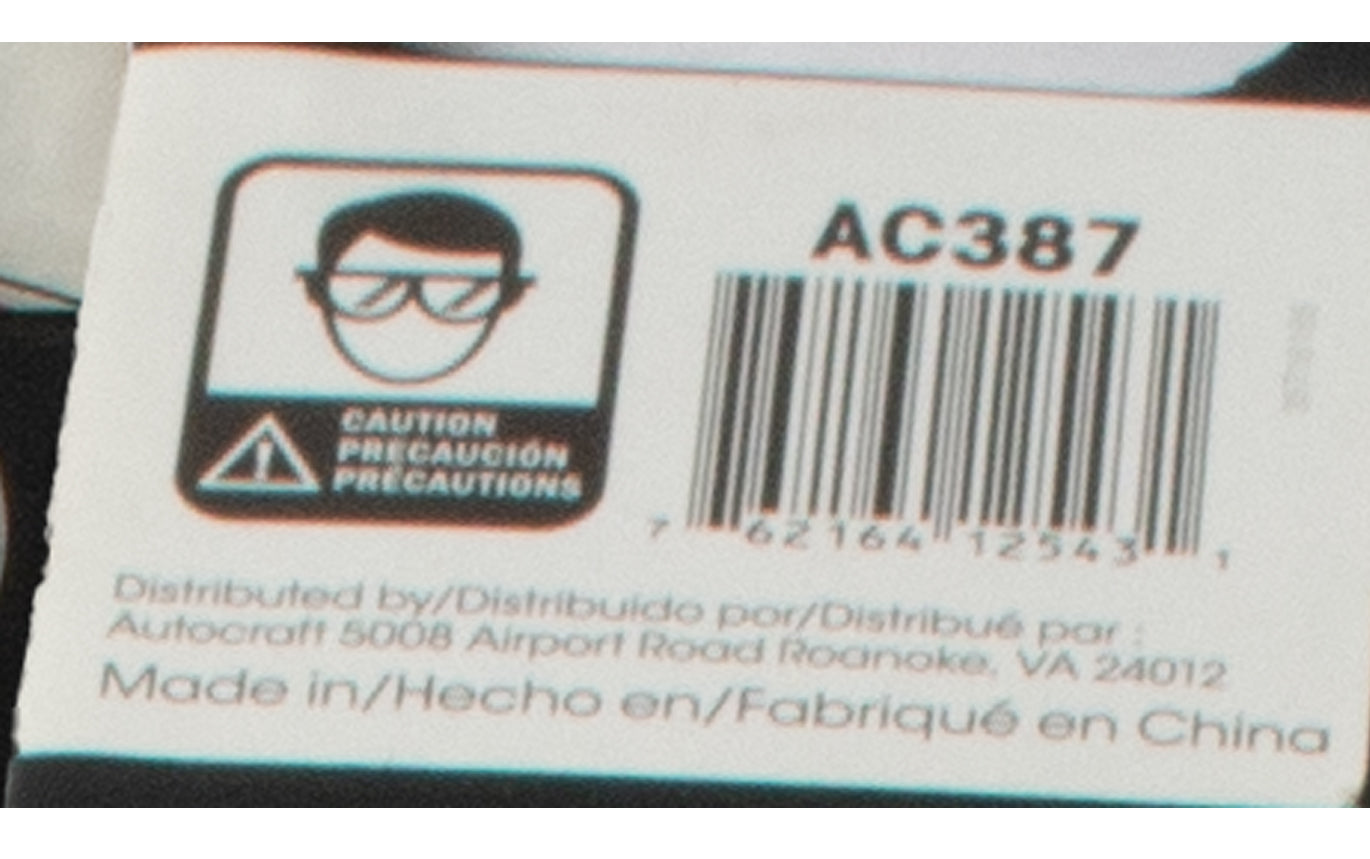 CAUTION
PRECAUCIÓN
PRÉCAUTIONS
AC387
7 62164 12543 1
Distributed by/Distribuido por/Distribué par :
Autocraft 5008 Airport Road Roanoke, VA 24012
Made in/Hecho en/Fabriqué en China